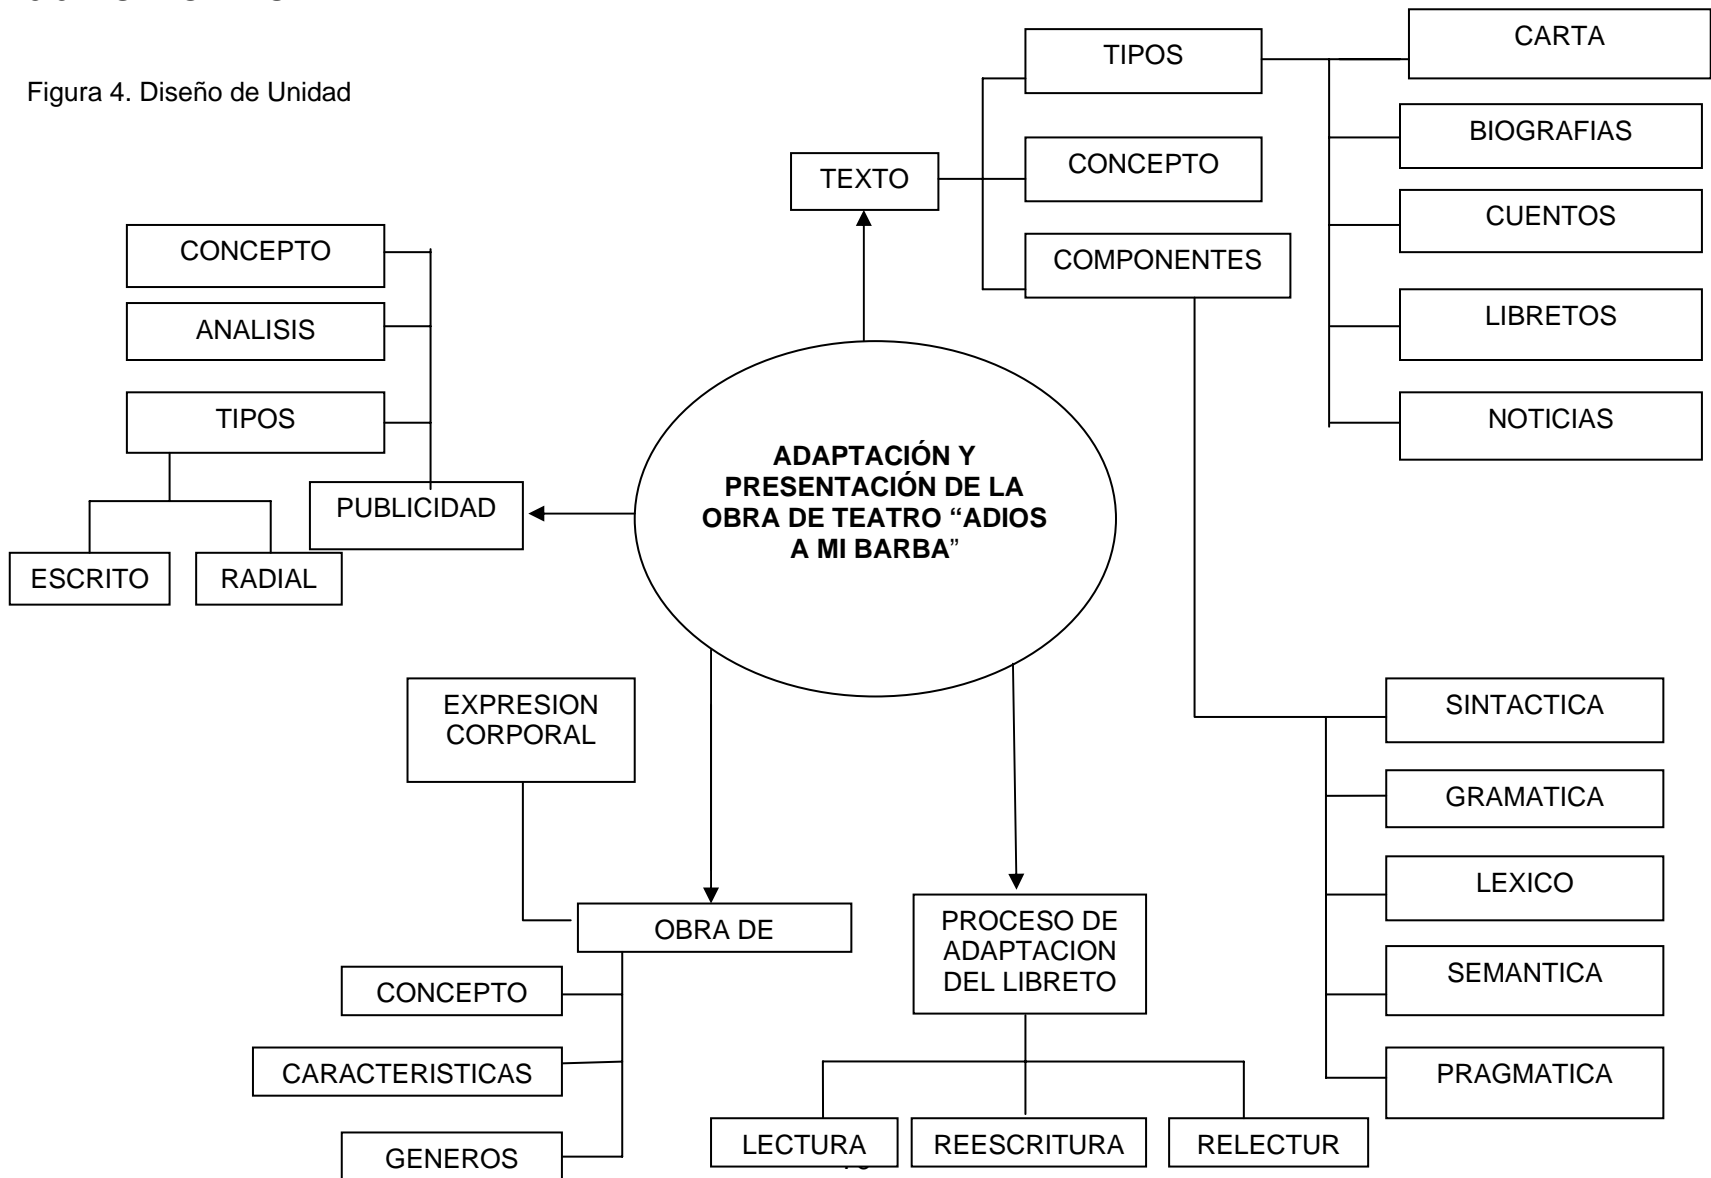 Figura 4. Diseño de Unidad
TIPOS
CARTA
BIOGRAFIAS
TEXTO
CONCEPTO
CUENTOS
COMPONENTES
LIBRETOS
NOTICIAS
CONCEPTO
ANALISIS
TIPOS
PUBLICIDAD
ESCRITO
RADIAL
ADAPTACIÓN Y
PRESENTACIÓN DE LA
OBRA DE TEATRO “ADIOS
A MI BARBA”
EXPRESION
CORPORAL
OBRA DE
CONCEPTO
CARACTERISTICAS
GENEROS
PROCESO DE
ADAPTACION
DEL LIBRETO
LECTURA
REESCRITURA
RELECTUR
SINTACTICA
GRAMATICA
LEXICO
SEMANTICA
PRAGMATICA